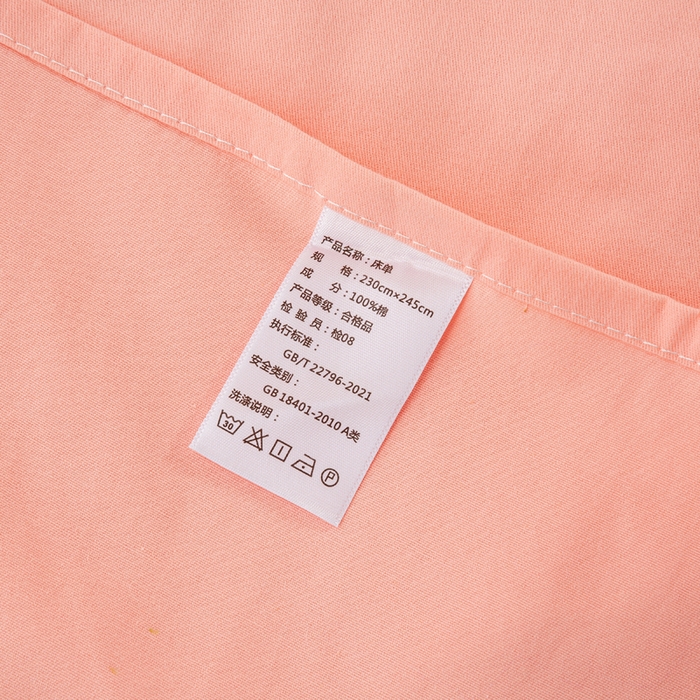 产品名称：床单
规 格：230cm×245cm
成 分：100%棉
产品等级：合格品
检 验 员：检08
执行标准：
GB/T 22796-2021
安全类别：
GB 18401-2010 A类
洗涤说明：
30 P